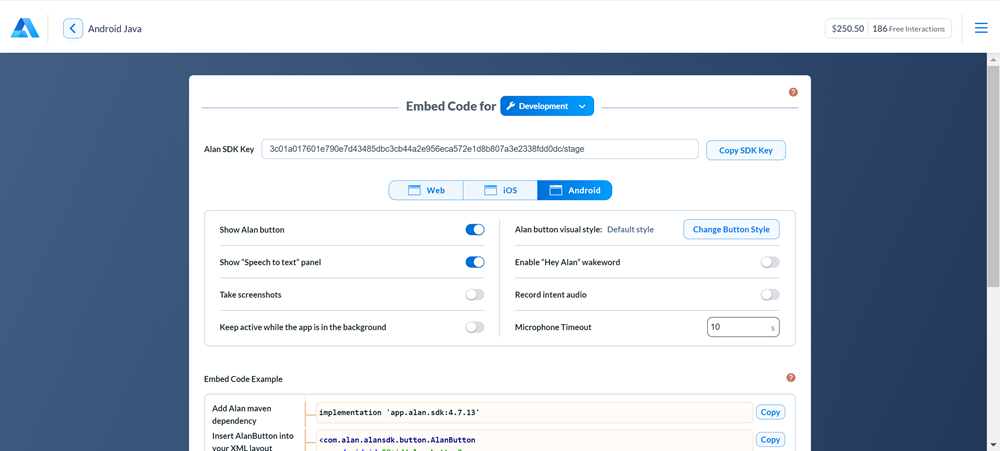 Android Java
$250.50 186 Free Interactions
?
Embed Code for Development
Alan SDK Key 3c01a017601e790e7d43485dbc3cb44a2e956eca572e1d8b807a3e2338fdd0dc/stage Copy SDK Key
Web iOS Android
Show Alan button Alan button visual style: Default style Change Button Style
Show "Speech to text" panel Enable "Hey Alan" wakeword
Take screenshots Record intent audio
Keep active while the app is in the background Microphone Timeout 10 s
Embed Code Example ?
Add Alan maven
dependency
implementation 'app.alan.sdk:4.7.13' Copy
Insert AlanButton into
your XML layout
<com.alan.alansdk.button.AlanButton Copy